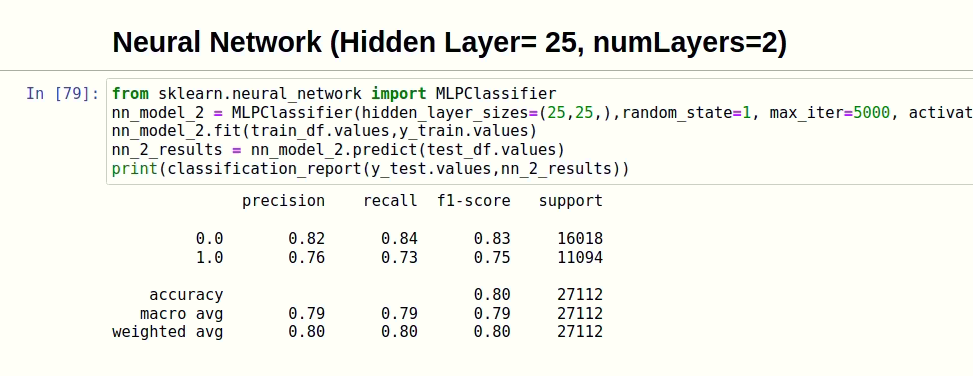 Neural Network (Hidden Layer= 25, numLayers=2)
In [79]: from sklearn.neural_network import MLPClassifier
nn_model_2 = MLPClassifier(hidden_layer_sizes=(25,25,),random_state=1, max_iter=5000, activat
nn_model_2.fit(train_df.values,y_train.values)
nn_2_results = nn_model_2.predict(test_df.values)
print(classification_report(y_test.values,nn_2_results))
precision recall f1-score support
0.0 0.82 0.84 0.83 16018
1.0 0.76 0.73 0.75 11094
accuracy 0.80 27112
macro avg 0.79 0.79 0.79 27112
weighted avg 0.80 0.80 0.80 27112